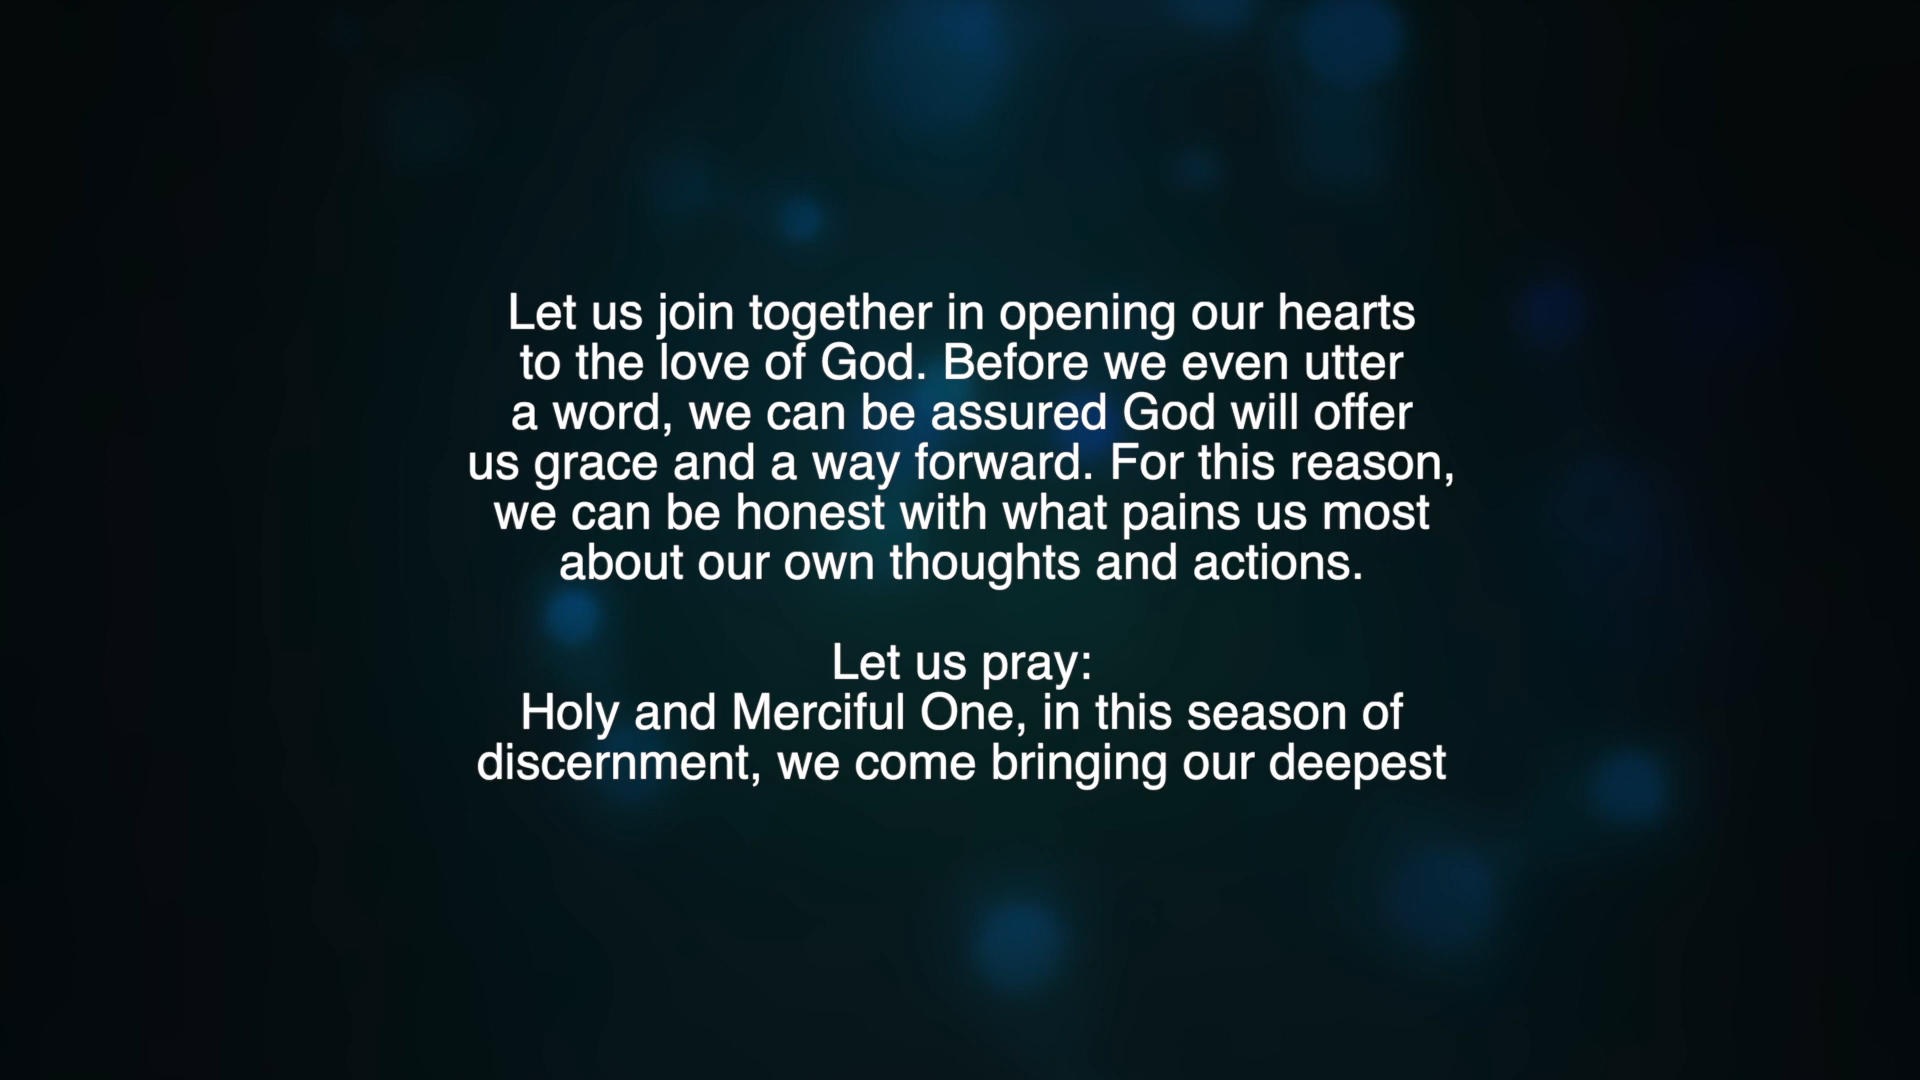 Let us join together in opening our hearts
to the love of God. Before we even utter
a word, we can be assured God will offer
us grace and a way forward. For this reason,
we can be honest with what pains us most
about our own thoughts and actions.
Let us pray:
Holy and Merciful One, in this season of
discernment, we come bringing our deepest